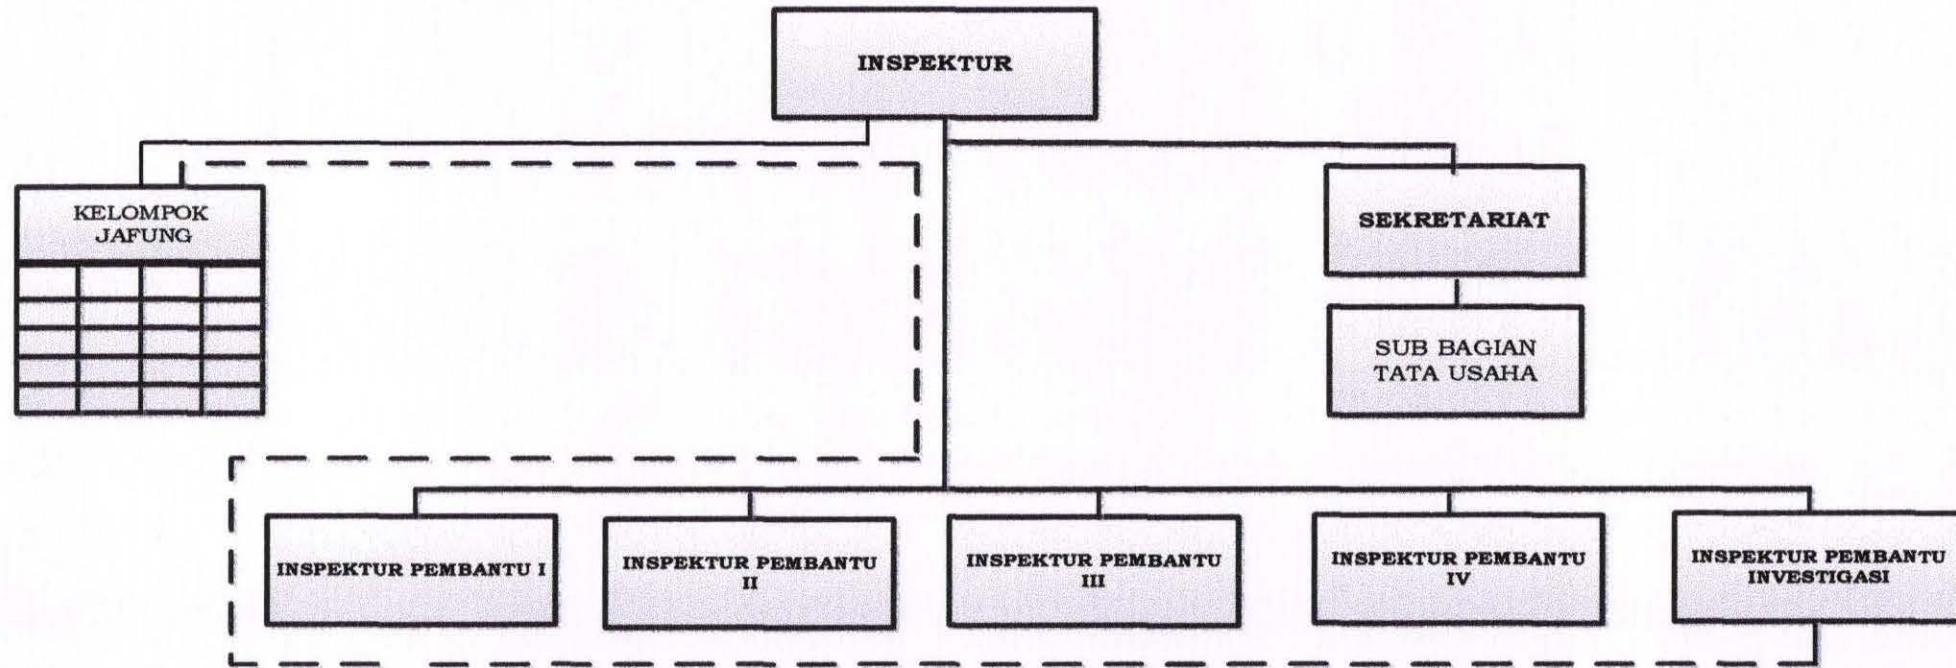 INSPEKTUR
KELOMPOK
JAFUNG
SEKRETARIAT
SUB BAGIAN
TATA USAHA
INSPEKTUR PEMBANTU I
INSPEKTUR PEMBANTU
II
INSPEKTUR PEMBANTU
III
INSPEKTUR PEMBANTU
IV
INSPEKTUR PEMBANTU
INVESTIGASI